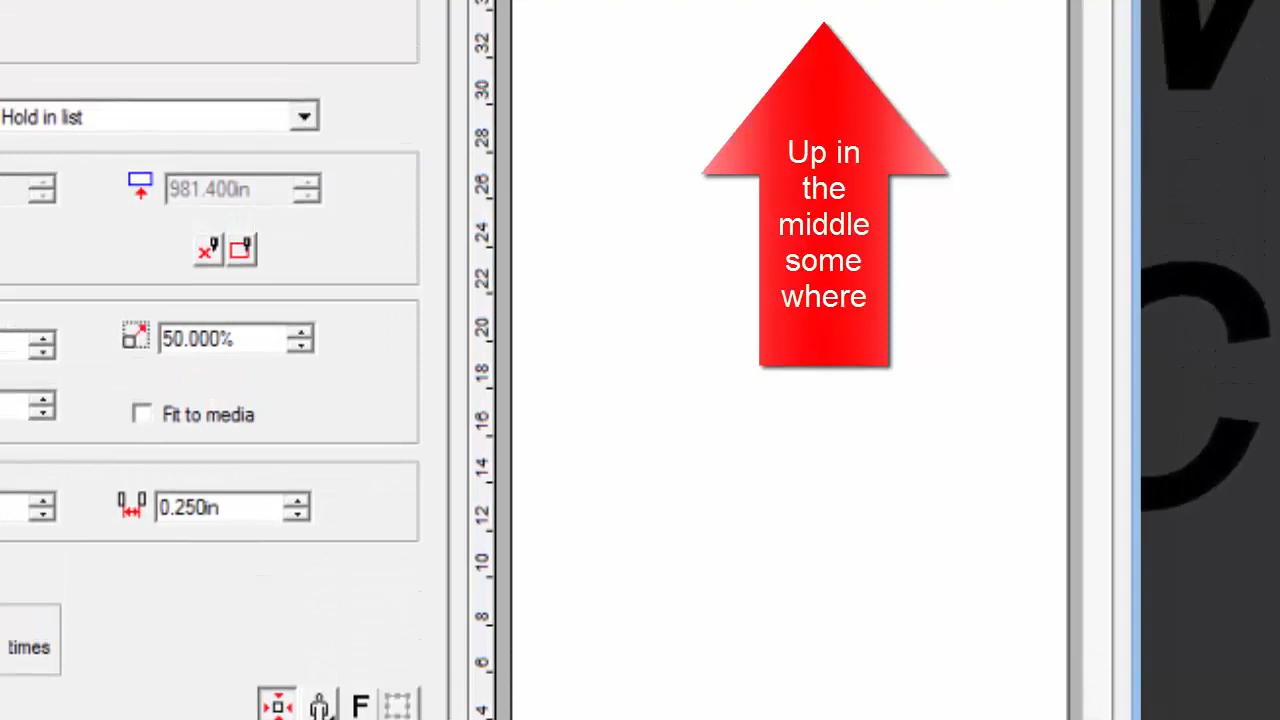 Hold in list
981.400in
50.000%
Fit to media
0.250in
times
F
Up in
the
middle
some
where
32
30
28
26
24
22
20
18
16
14
12
10
8
6
4
C